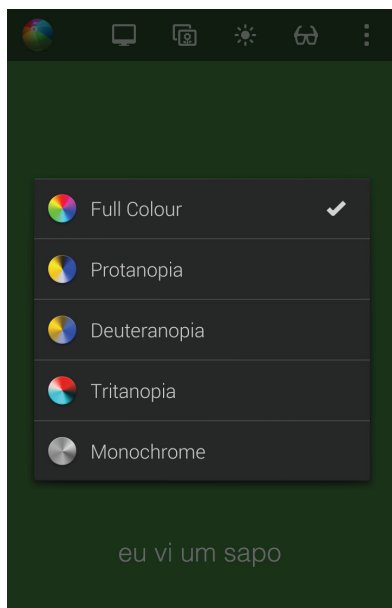 Full Colour
Protanopia
Deuteranopia
Tritanopia
Monochrome
eu vi um sapo